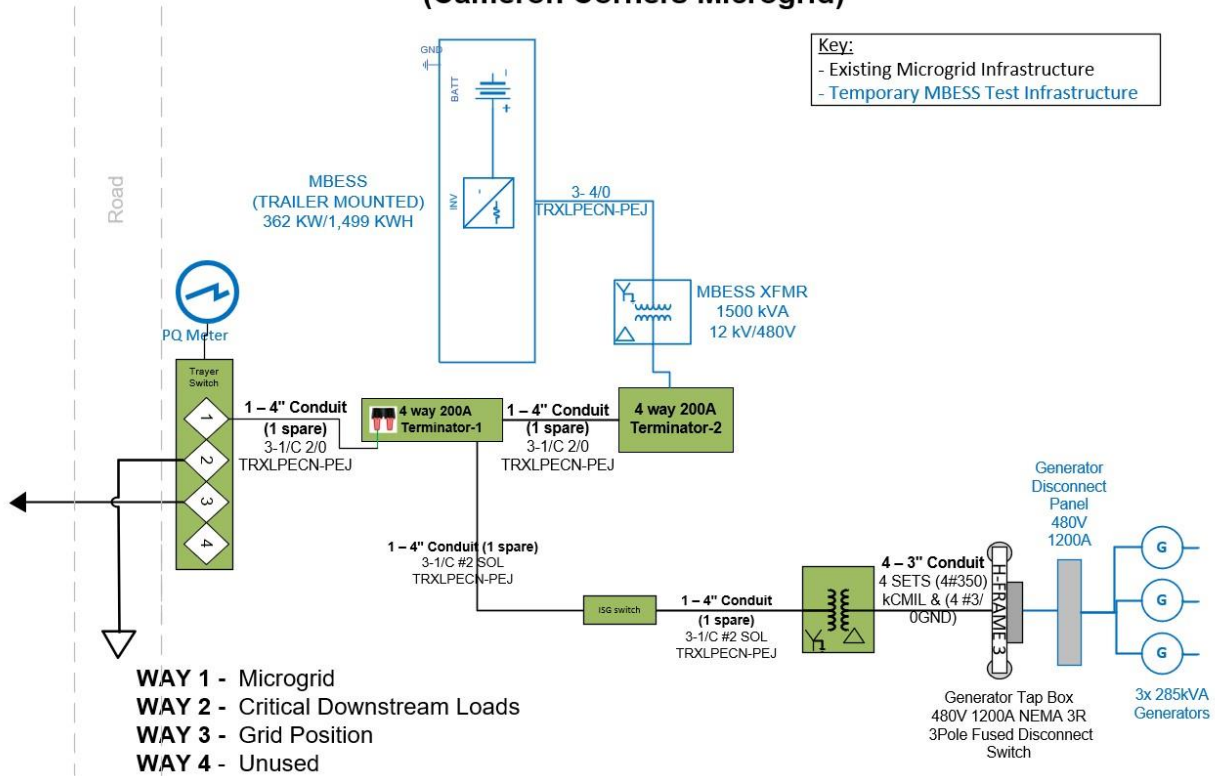 (Cameron Corners Microgrid)
Key:
- Existing Microgrid Infrastructure
- Temporary MBESS Test Infrastructure
GND
BATT
INV
MBESS
(TRAILER MOUNTED)
362 KW/1,499 KWH
3- 4/0
TRXLPECN-PEJ
MBESS XFMR
1500 kVA
12 kV/480V
Road
PQ Meter
Trayer
Switch
1
2
3
4
1 – 4" Conduit
(1 spare)
3-1/C 2/0
TRXLPECN-PEJ
4 way 200A
Terminator-1
1 – 4" Conduit
(1 spare)
3-1/C 2/0
TRXLPECN-PEJ
4 way 200A
Terminator-2
1 – 4" Conduit (1 spare)
3-1/C #2 SOL
TRXLPECN-PEJ
ISG switch
1 – 4" Conduit
(1 spare)
3-1/C #2 SOL
TRXLPECN-PEJ
4 – 3" Conduit
4 SETS (4#350)
kCMIL & (4 #3/
0GND)
H-FRAME 3
Generator
Disconnect
Panel
480V
1200A
G
G
G
3x 285kVA
Generators
Generator Tap Box
480V 1200A NEMA 3R
3Pole Fused Disconnect
Switch
WAY 1 - Microgrid
WAY 2 - Critical Downstream Loads
WAY 3 - Grid Position
WAY 4 - Unused